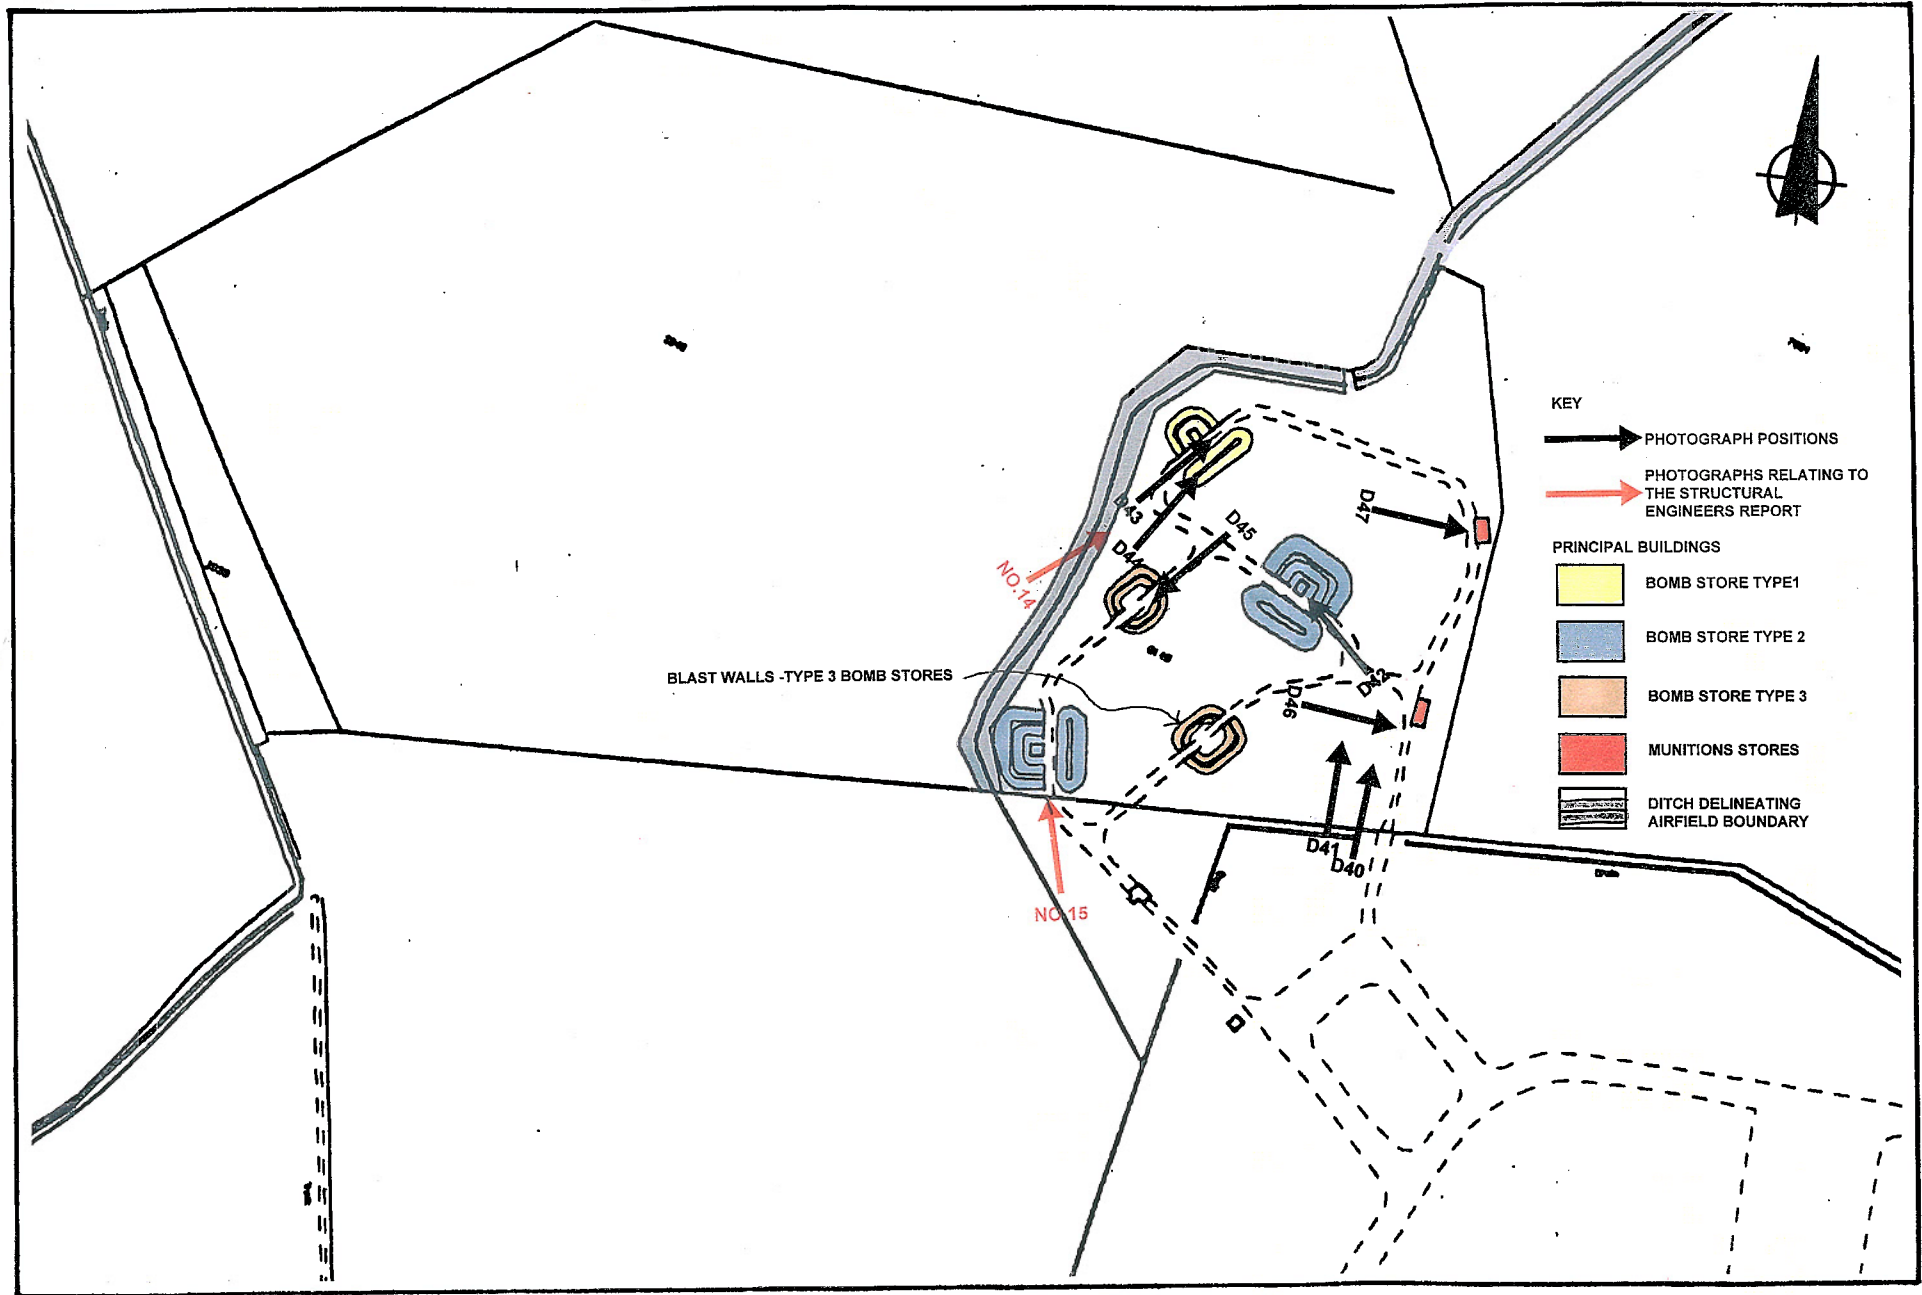 KEY
PHOTOGRAPH POSITIONS
PHOTOGRAPHS RELATING TO
THE STRUCTURAL
ENGINEERS REPORT
PRINCIPAL BUILDINGS
BOMB STORE TYPE1
BOMB STORE TYPE 2
BOMB STORE TYPE 3
MUNITIONS STORES
DITCH DELINEATING
AIRFIELD BOUNDARY
D43
D44
D45
D47
NO.14
BLAST WALLS -TYPE 3 BOMB STORES
D42
D46
D41
D40
NO.15